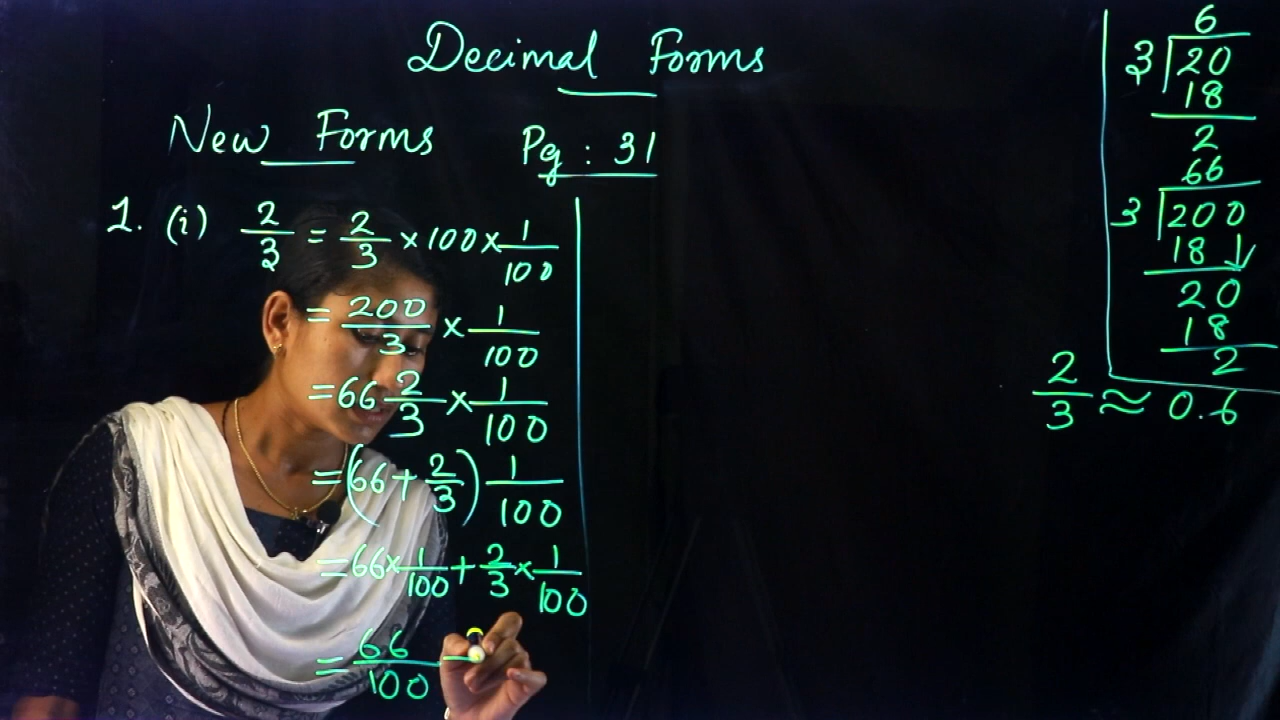 Decimal Forms
New Forms Pg : 31
1. (i) 2/3 = 2/3 × 100 × 1/100
= 200/3 × 1/100
= 66 2/3 × 1/100
= (66 + 2/3) 1/100
= 66 × 1/100 + 2/3 × 1/100
= 66/100
6
3 20
18
2
66
3 200
18 ↓
20
18
2
2/3 ≈ 0.6